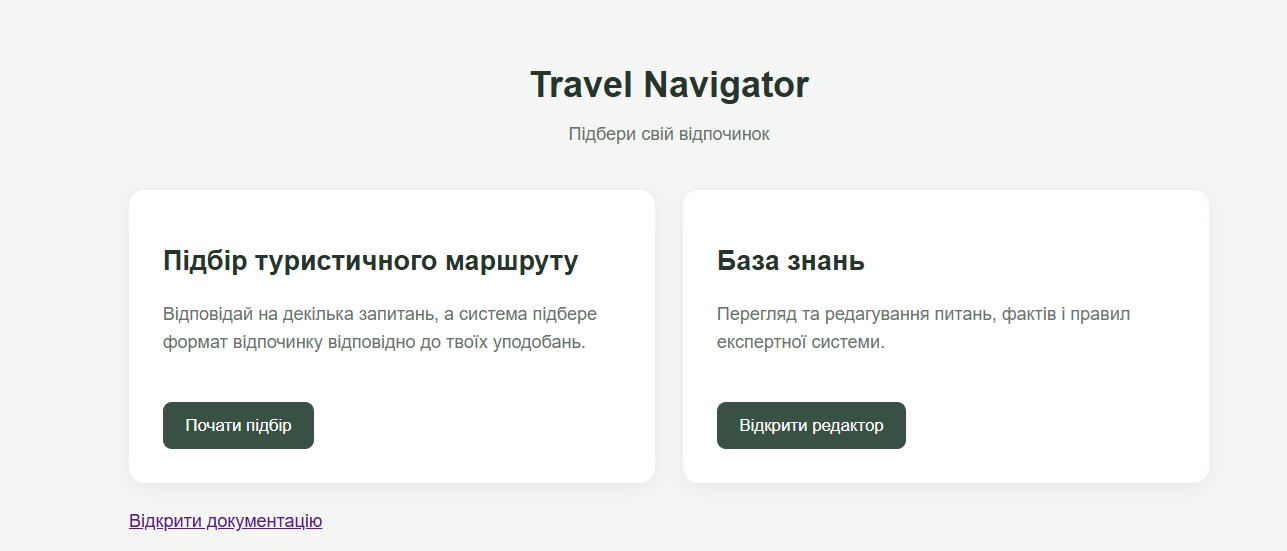 Travel Navigator
Підбери свій відпочинок
Підбір туристичного маршруту
Відповідай на декілька запитань, а система підбере
формат відпочинку відповідно до твоїх уподобань.
Почати підбір
База знань
Перегляд та редагування питань, фактів і правил
експертної системи.
Відкрити редактор
Відкрити документацію